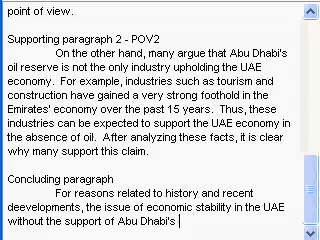 point of view.
Supporting paragraph 2 - POV2
On the other hand, many argue that Abu Dhabi's
oil reserve is not the only industry upholding the UAE
economy.  For example, industries such as tourism and
construction have gained a very strong foothold in the
Emirates' economy over the past 15 years.  Thus, these
industries can be expected to support the UAE economy in
the absence of oil.  After analyzing these facts, it is clear
why many support this claim.
Concluding paragraph
For reasons related to history and recent
deevelopments, the issue of economic stability in the UAE
without the support of Abu Dhabi's